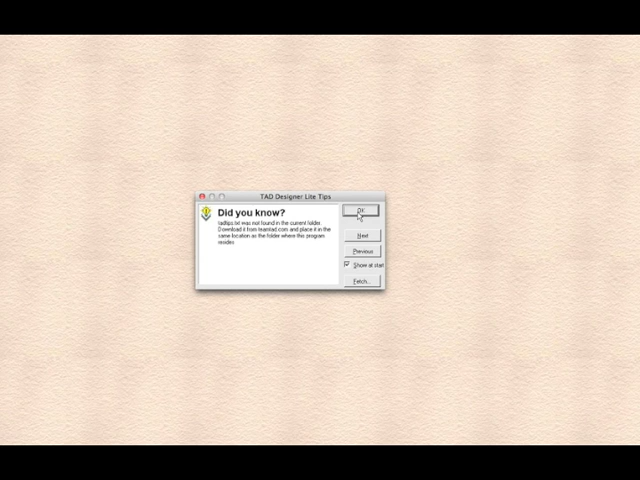 TAD Designer Lite Tips
Did you know?
OK
tadtips.txt was not found in the current folder.
Download it from teamtad.com and place it in the
same location as the folder where this program
resides
Next
Previous
Show at start
Fetch...